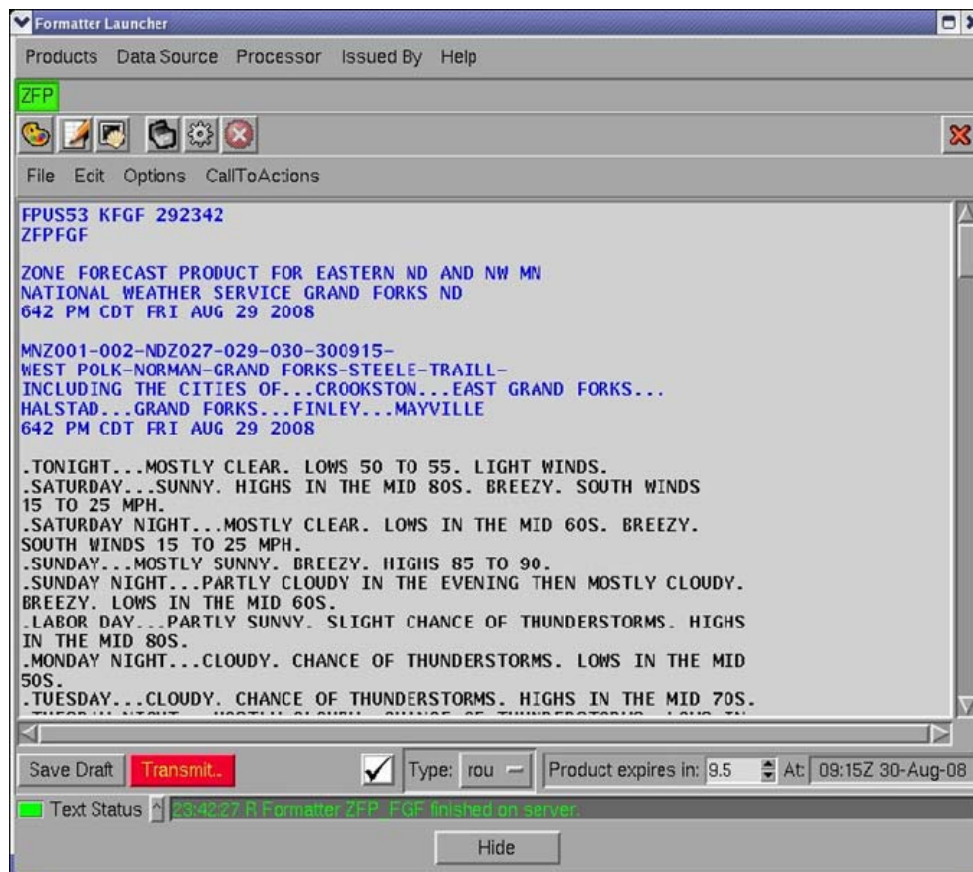 Formatter Launcher
Products Data Source Processor Issued By Help
ZFP
File Ecit Options CallToActions
FPUS53 KFGF 292342
ZFPFGF
ZONE FORECAST PRODUCT FOR EASTERN ND AND NW MN
NATIONAL WEATHER SERVICE GRAND FORKS ND
642 PM CDT FRI AUG 29 2008
MNZ001-002-NDZ027-029-030-300915-
WEST POLK-NORMAN-GRAND FORKS-STEELE-TRAILL-
INCLUDING THE CITIES OF...CROOKSTON...EAST GRAND FORKS...
HALSTAD...GRAND FORKS...FINLEY...MAYVILLE
642 PM CDT FRI AUG 29 2008
.TONIGHT...MOSTLY CLEAR. LOWS 50 TO 55. LIGHT WINDS.
.SATURDAY...SUNNY. HIGHS IN THE MID 80S. BREEZY. SOUTH WINDS
15 TO 25 MPH.
.SATURDAY NIGHT...MOSTLY CLEAR. LOWS IN THE MID 60S. BREEZY.
SOUTH WINDS 15 TO 25 MPH.
.SUNDAY...MOSTLY SUNNY. BREEZY. HIGHS 85 TO 90.
.SUNDAY NIGHT...PARTLY CLOUDY IN THE EVENING THEN MOSTLY CLOUDY.
BREEZY. LOWS IN THE MID 60S.
.LABOR DAY...PARTLY SUNNY. SLIGHT CHANCE OF THUNDERSTORMS. HIGHS
IN THE MID 80S.
.MONDAY NIGHT...CLOUDY. CHANCE OF THUNDERSTORMS. LOWS IN THE MID
50S.
.TUESDAY...CLOUDY. CHANCE OF THUNDERSTORMS. HIGHS IN THE MID 70S.
Save Draft Transmit.. Type: rou Product expires in: 9.5 At: 09:15Z 30-Aug-08
Text Status 23:42:27 R Formatter ZFP_FGF finished on server.
Hide